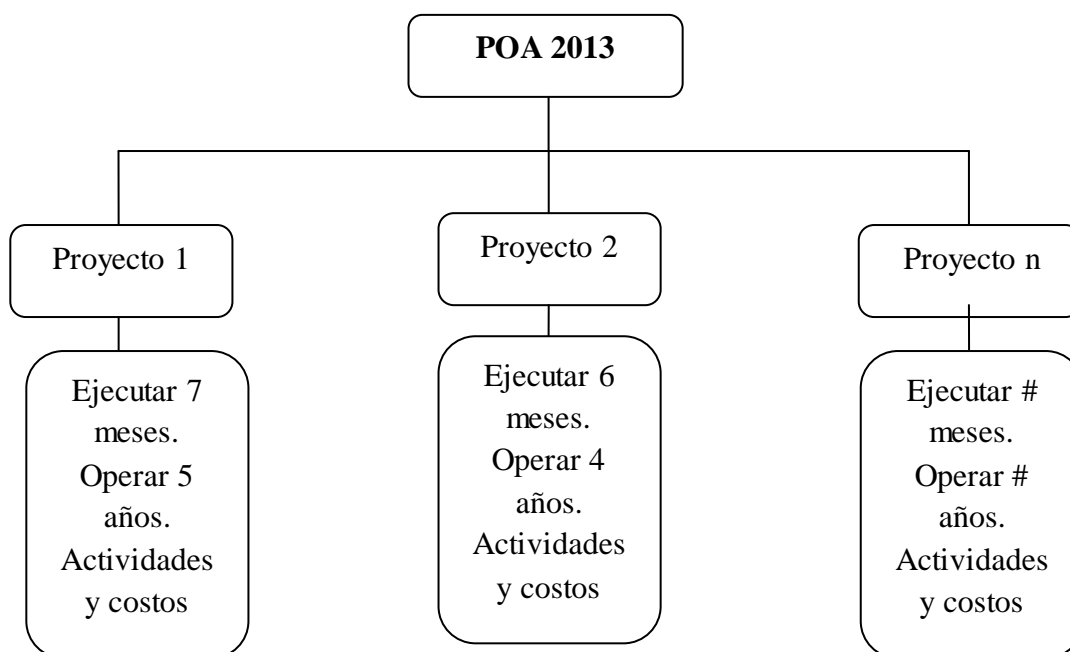 POA 2013
Proyecto 1
Proyecto 2
Proyecto n
Ejecutar 7
meses.
Operar 5
años.
Actividades
y costos
Ejecutar 6
meses.
Operar 4
años.
Actividades
y costos
Ejecutar #
meses.
Operar #
años.
Actividades
y costos